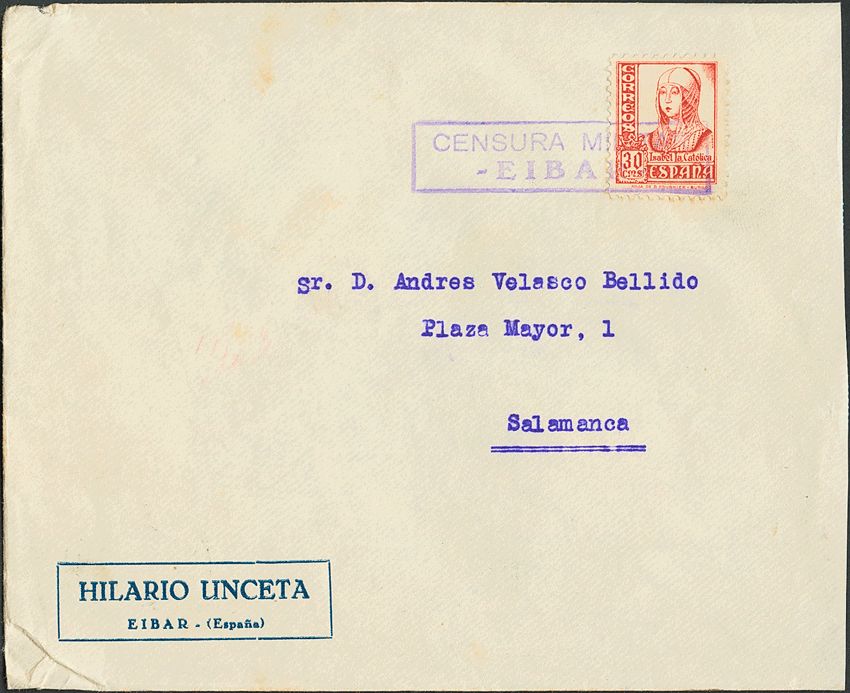 CORREOS
30
CTMS.
Isabel la Católica
ESPAÑA
CENSURA
-EIBA
Sr. D. Andres Velasco Bellido
Plaza Mayor, 1
Salamanca
HILARIO UNCETA
EIBAR - (España)